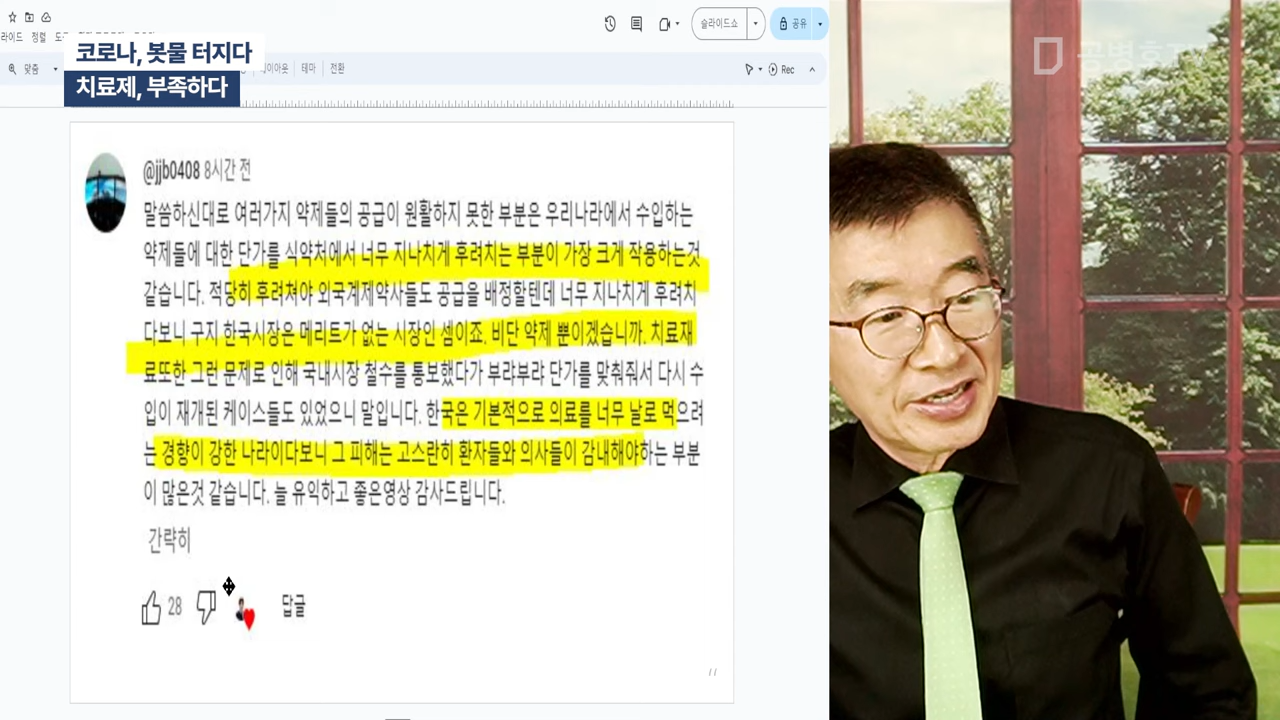 슬라이드쇼
공유
라이드 정렬
코로나, 봇물 터지다
치료제, 부족하다
맞춤
테마
전환
Rec
공병호
@jjb0408 8시간 전
말씀하신대로 여러가지 약제들의 공급이 원활하지 못한 부분은 우리나라에서 수입하는
약제들에 대한 단가를 식약처에서 너무 지나치게 후려치는 부분이 가장 크게 작용하는것
같습니다. 적당히 후려쳐야 외국계제약사들도 공급을 배정할텐데 너무 지나치게 후려치
다보니 구지 한국시장은 메리트가 없는 시장인 셈이죠. 비단 약제 뿐이겠습니까. 치료재
료또한 그런 문제로 인해 국내시장 철수를 통보했다가 부랴부랴 단가를 맞춰줘서 다시 수
입이 재개된 케이스들도 있었으니 말입니다. 한국은 기본적으로 의료를 너무 날로 먹으려
는 경향이 강한 나라이다보니 그 피해는 고스란히 환자들와 의사들이 감내해야하는 부분
이 많은것 같습니다. 늘 유익하고 좋은영상 감사드립니다.
간략히
28
답글